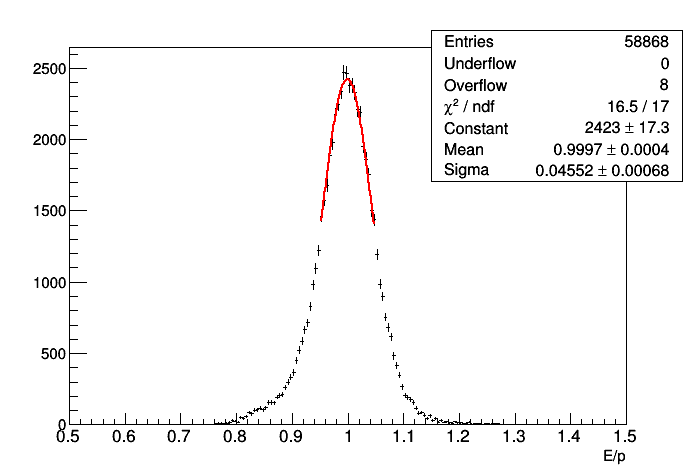 Entries 58868
Underflow 0
Overflow 8
χ² / ndf 16.5 / 17
Constant 2423 ± 17.3
Mean 0.9997 ± 0.0004
Sigma 0.04552 ± 0.00068
2500
2000
1500
1000
500
0
0.5 0.6 0.7 0.8 0.9 1 1.1 1.2 1.3 1.4 1.5
E/p